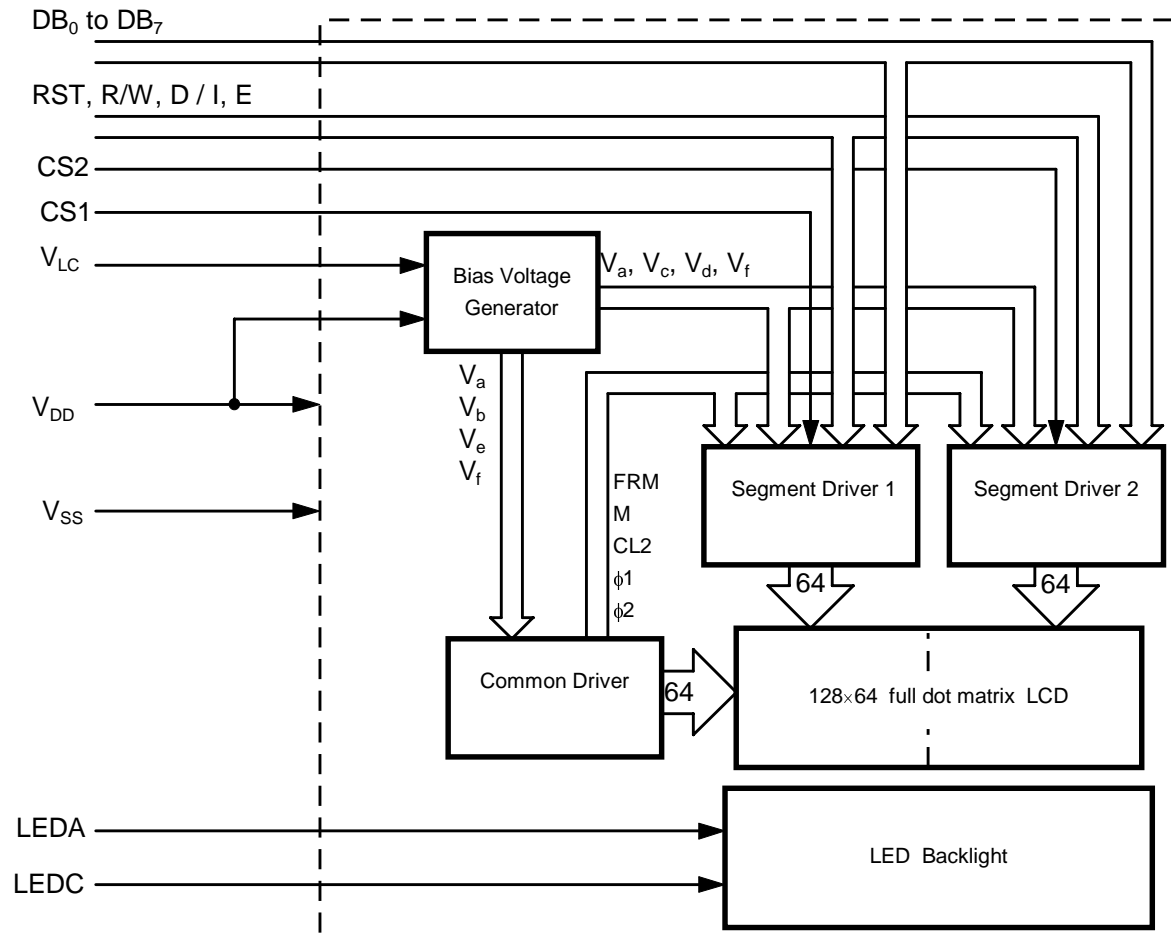 DB0 to DB7
RST, R/W, D / I, E
CS2
CS1
VLC
Bias Voltage
Generator
Va, Vc, Vd, Vf
VDD
Va
Vb
Ve
Vf
VSS
FRM
M
CL2
ϕ1
ϕ2
Segment Driver 1
Segment Driver 2
64
64
Common Driver
64
128×64 full dot matrix LCD
LEDA
LEDC
LED Backlight